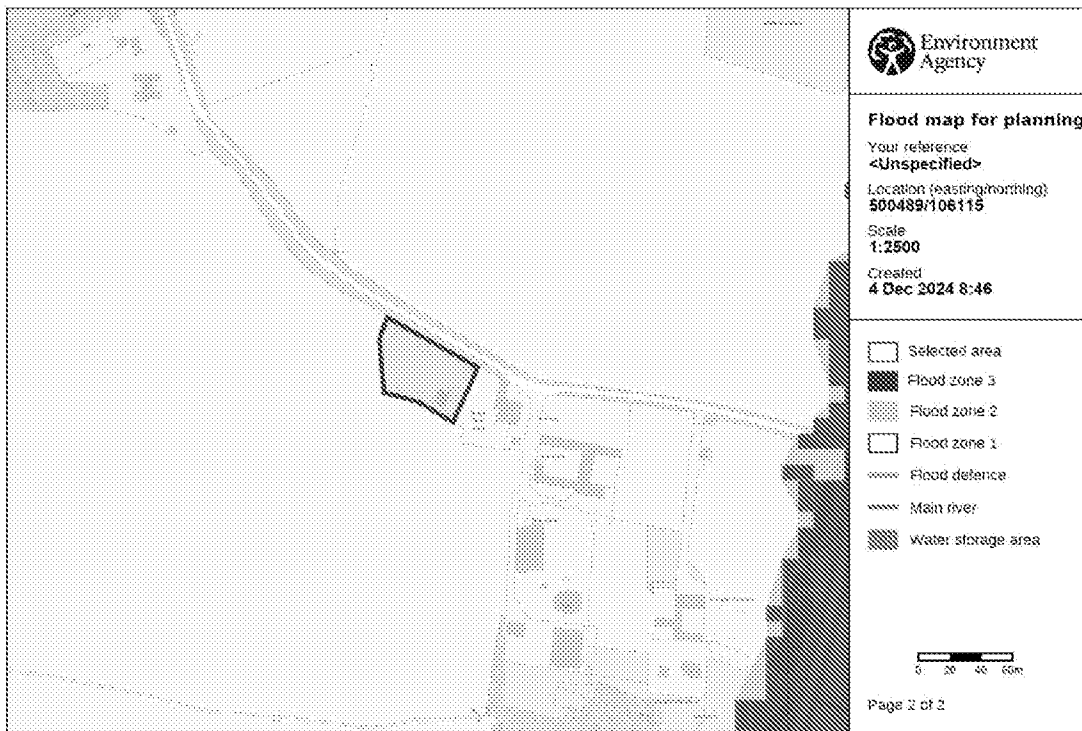 Environment
Agency
Flood map for planning
Your reference
<Unspecified>
Location (easting/northing)
500489/106115
Scale
1:2500
Created
4 Dec 2024 8:46
Selected area
Flood zone 3
Flood zone 2
Flood zone 1
Flood defence
Main river
Water storage area
0 20 40 60m
Page 2 of 2